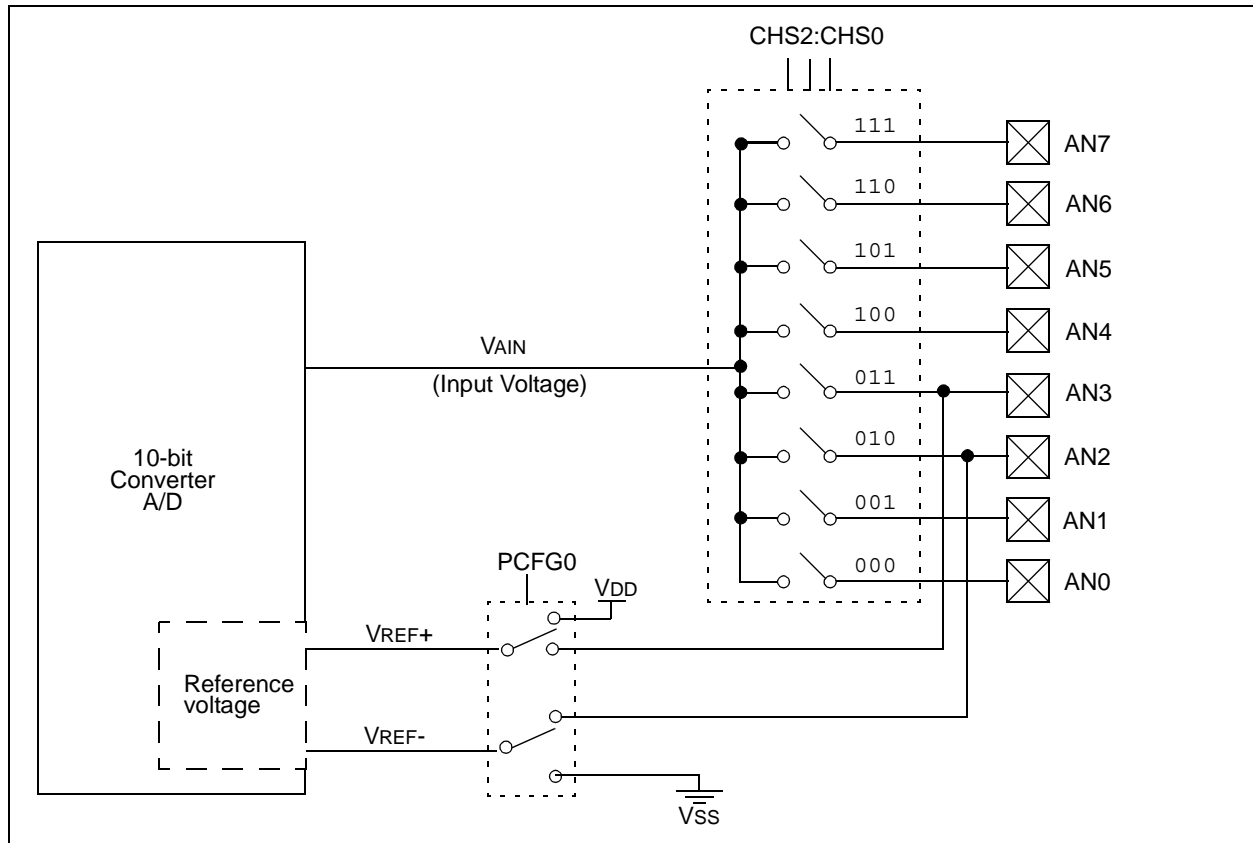 CHS2:CHS0
111 AN7
110 AN6
101 AN5
100 AN4
VAIN
(Input Voltage)
011 AN3
010 AN2
10-bit
Converter
A/D
001 AN1
PCFG0
000 AN0
VDD
VREF+
Reference
voltage
VREF-
VSS